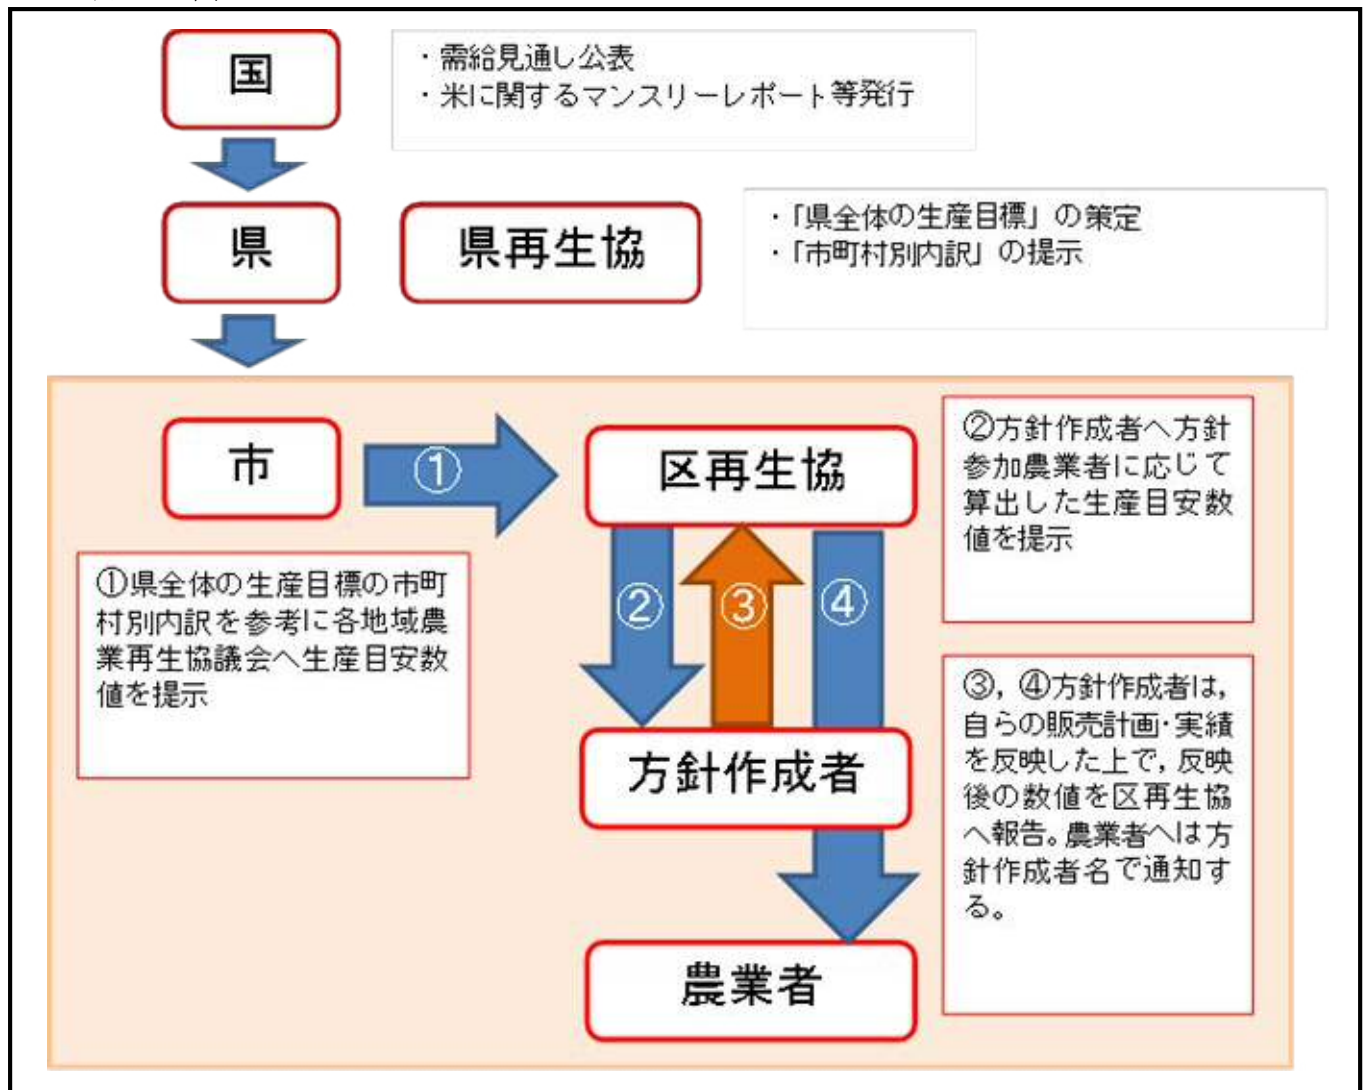 国
・需給見通し公表
・米に関するマンスリーレポート等発行
県
県再生協
・「県全体の生産目標」の策定
・「市町村別内訳」の提示
市
①
区再生協
②方針作成者へ方針
参加農業者に応じて
算出した生産目安数
値を提示
①県全体の生産目標の市町
村別内訳を参考に各地域農
業再生協議会へ生産目安数
値を提示
②
③
④
③，④方針作成者は，
自らの販売計画・実績
を反映した上で，反映
後の数値を区再生協
へ報告。農業者へは方
針作成者名で通知す
る。
方針作成者
農業者